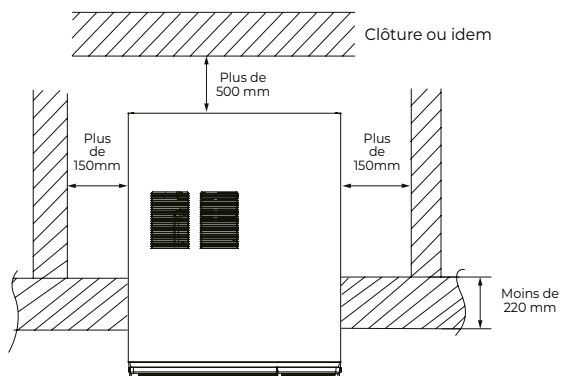 Clôture ou idem
Plus de
500 mm
Plus
de
150mm
Plus
de
150mm
Moins de
220 mm